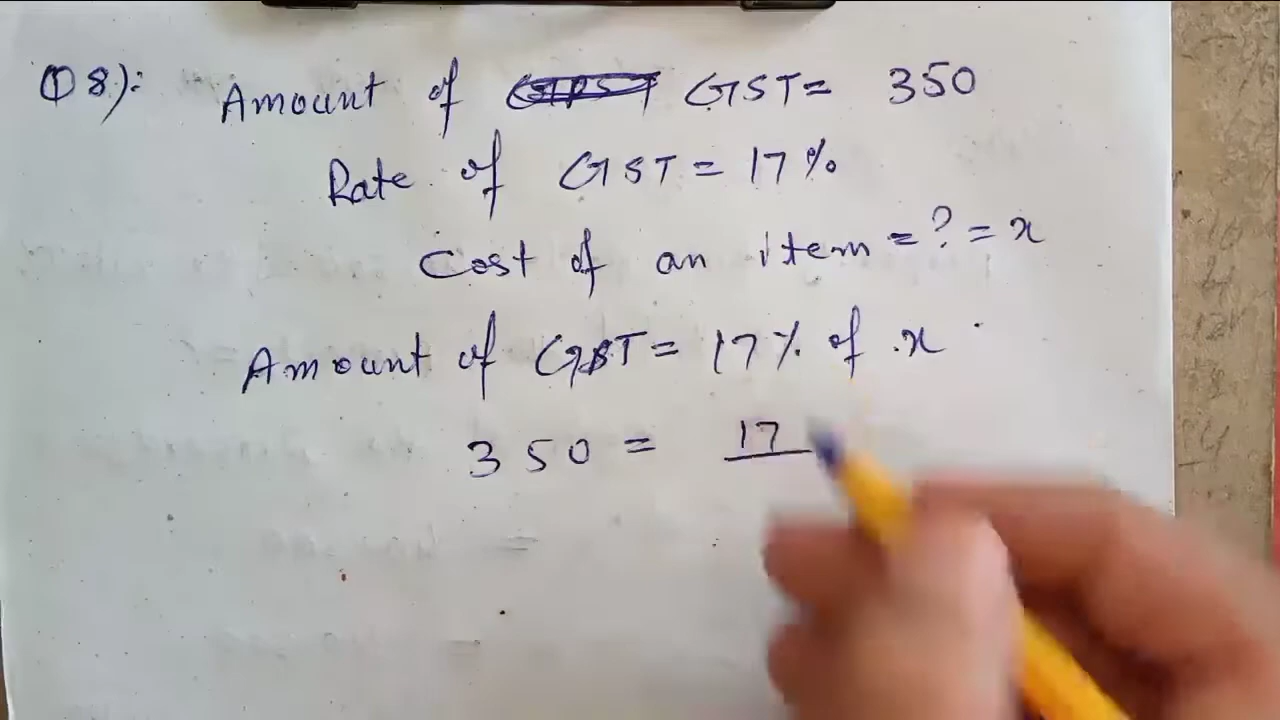 Q 8):  Amount of GST = 350
Rate of GST = 17%
Cost of an item = ? = x
Amount of GST = 17% of x
350 = 17